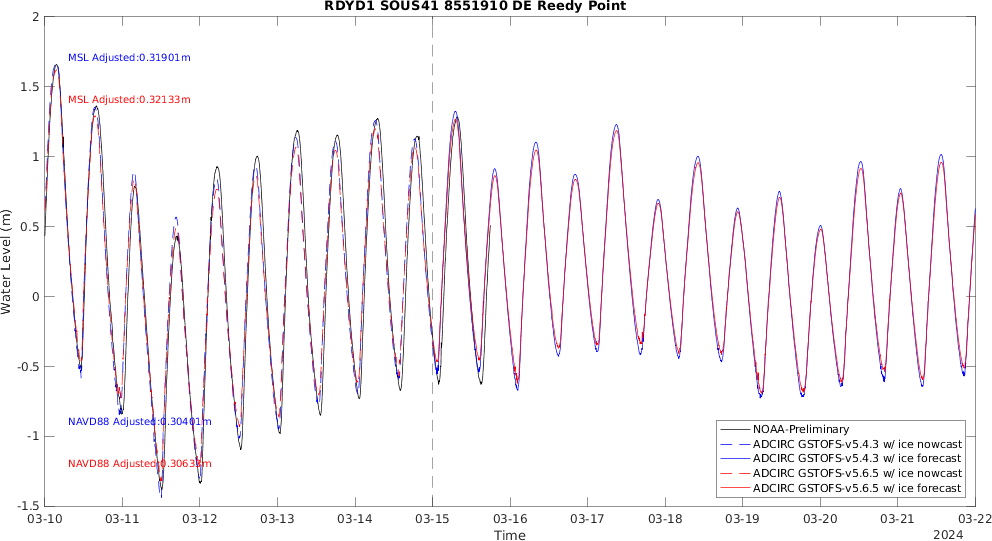 RDYD1 SOUS41 8551910 DE Reedy Point
2
1.5
1
0.5
0
-0.5
-1
-1.5
Water Level (m)
MSL Adjusted:0.31901m
MSL Adjusted:0.32133m
NAVD88 Adjusted:0.30401m
NAVD88 Adjusted:0.30632m
NOAA-Preliminary
ADCIRC GSTOFS-v5.4.3 w/ ice nowcast
ADCIRC GSTOFS-v5.4.3 w/ ice forecast
ADCIRC GSTOFS-v5.6.5 w/ ice nowcast
ADCIRC GSTOFS-v5.6.5 w/ ice forecast
03-10 03-11 03-12 03-13 03-14 03-15 03-16 03-17 03-18 03-19 03-20 03-21 03-22
Time
2024